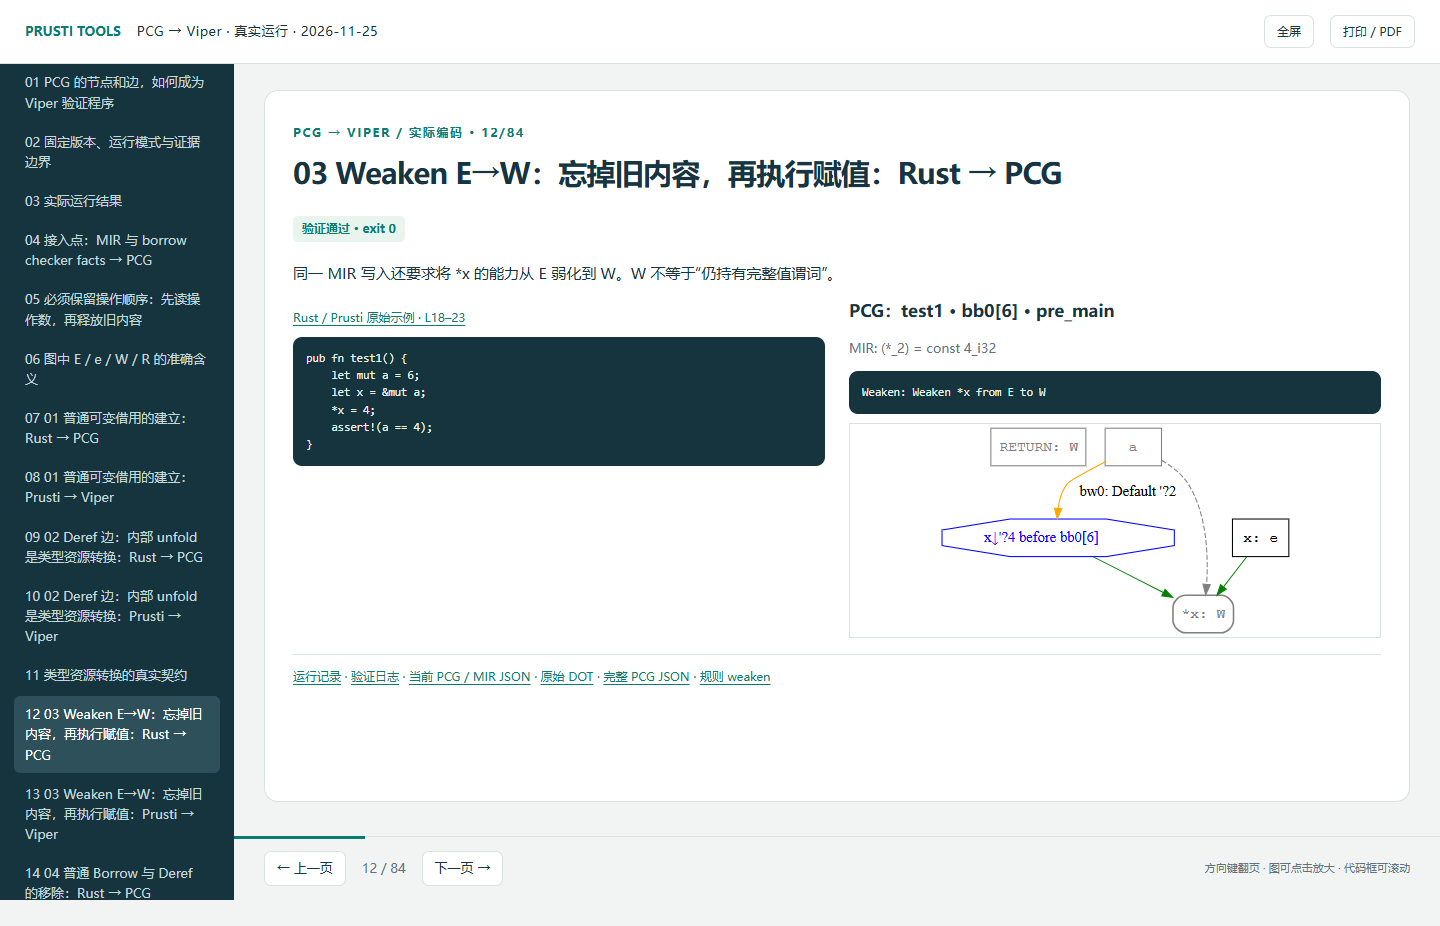 PRUSTI TOOLS PCG → Viper · 真实运行 · 2026-11-25
全屏
打印 / PDF
01 PCG 的节点和边，如何成为
Viper 验证程序
02 固定版本、运行模式与证据
边界
03 实际运行结果
04 接入点：MIR 与 borrow
checker facts → PCG
05 必须保留操作顺序：先读操
作数，再释放旧内容
06 图中 E / e / W / R 的准确含
义
07 01 普通可变借用的建立：
Rust → PCG
08 01 普通可变借用的建立：
Prusti → Viper
09 02 Deref 边：内部 unfold
是类型资源转换：Rust → PCG
10 02 Deref 边：内部 unfold
是类型资源转换：Prusti →
Viper
11 类型资源转换的真实契约
12 03 Weaken E→W：忘掉旧
内容，再执行赋值：Rust →
PCG
13 03 Weaken E→W：忘掉旧
内容，再执行赋值：Prusti →
Viper
14 04 普通 Borrow 与 Deref
的移除：Rust → PCG
PCG → VIPER / 实际编码 • 12/84
03 Weaken E→W：忘掉旧内容，再执行赋值：Rust → PCG
验证通过 • exit 0
同一 MIR 写入还要求将 *x 的能力从 E 弱化到 W。W 不等于“仍持有完整值谓词”。
Rust / Prusti 原始示例 · L18–23
pub fn test1() {
    let mut a = 6;
    let x = &mut a;
    *x = 4;
    assert!(a == 4);
}
PCG：test1 • bb0[6] • pre_main
MIR: (*_2) = const 4_i32
Weaken: Weaken *x from E to W
RETURN: W
a
bw0: Default '?2
x↓'?4 before bb0[6]
x: e
*x: W
运行记录 · 验证日志 · 当前 PCG / MIR JSON · 原始 DOT · 完整 PCG JSON · 规则 weaken
← 上一页
12 / 84
下一页 →
方向键翻页 · 图可点击放大 · 代码框可滚动